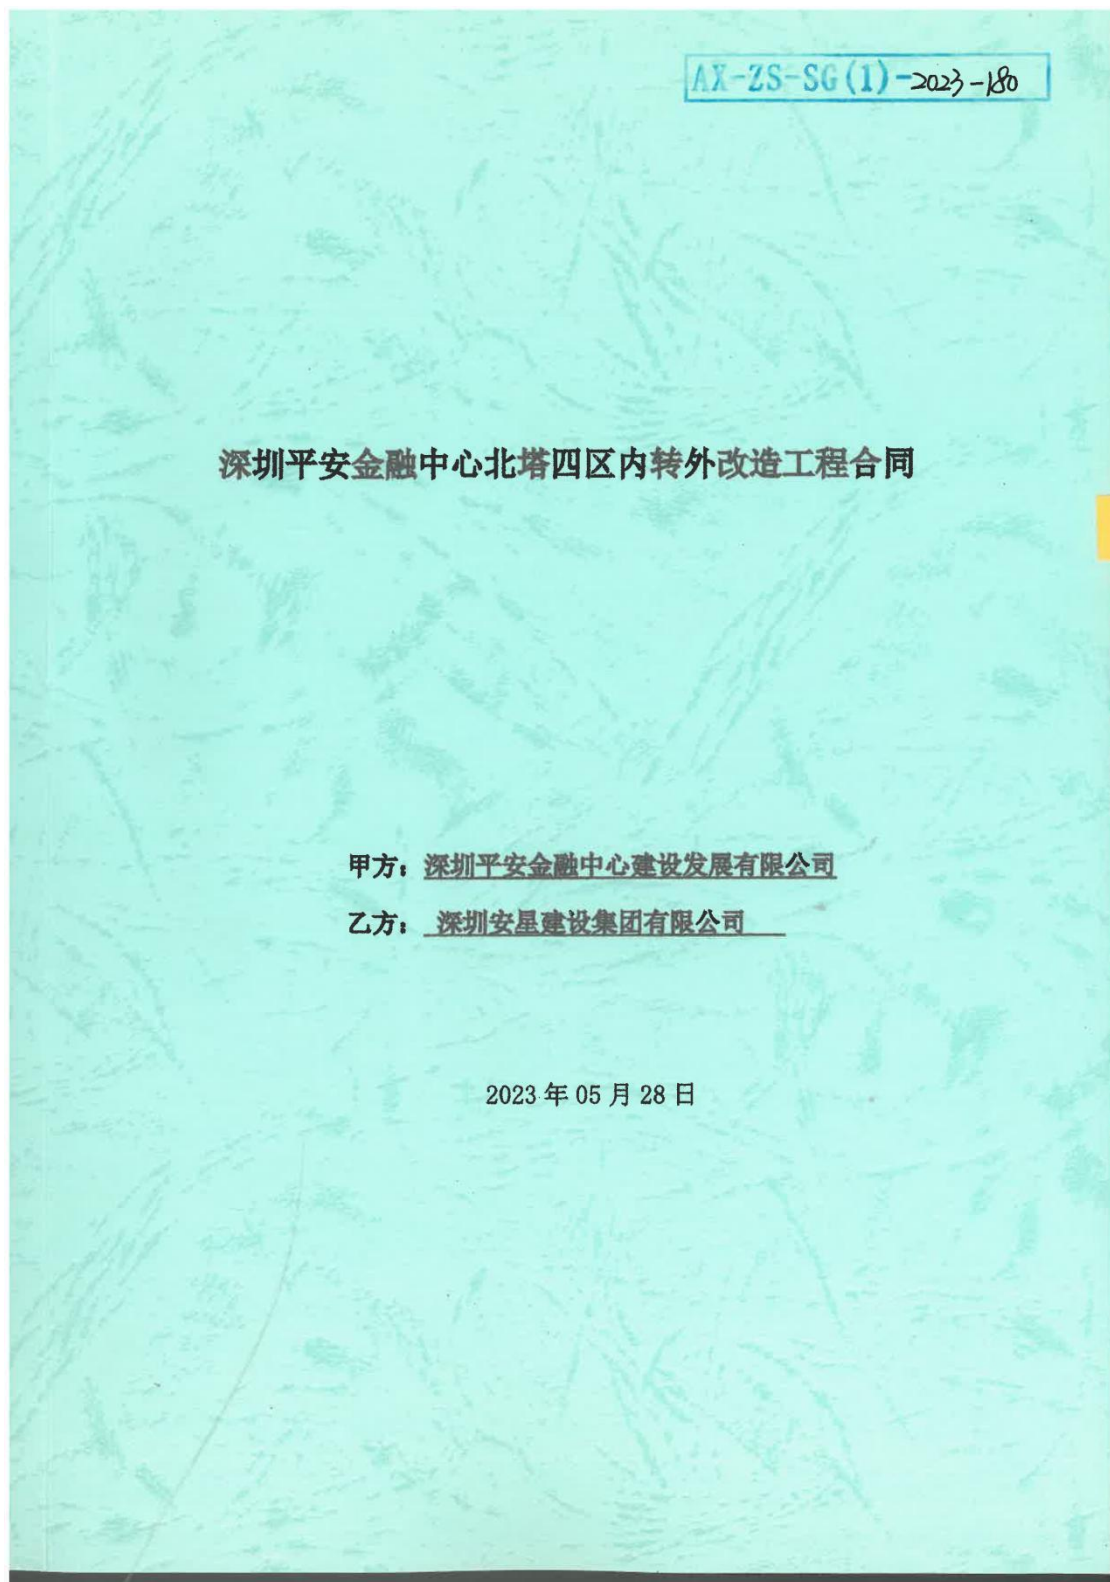 AX-ZS-SG(1)-2023-180
深圳平安金融中心北塔四区内转外改造工程合同
甲方：深圳平安金融中心建设发展有限公司
乙方：深圳安星建设集团有限公司
2023年05月28日